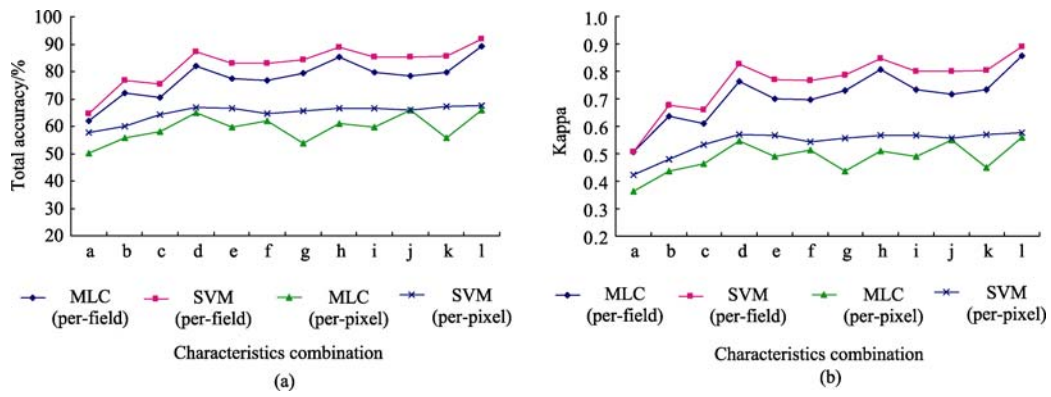 100
90
80
70
60
50
40
30
20
Total accuracy/%
a b c d e f g h i j k l
MLC (per-field)
SVM (per-field)
MLC (per-pixel)
SVM (per-pixel)
Characteristics combination
(a)
1.0
0.9
0.8
0.7
0.6
0.5
0.4
0.3
0.2
Kappa
a b c d e f g h i j k l
MLC (per-field)
SVM (per-field)
MLC (per-pixel)
SVM (per-pixel)
Characteristics combination
(b)